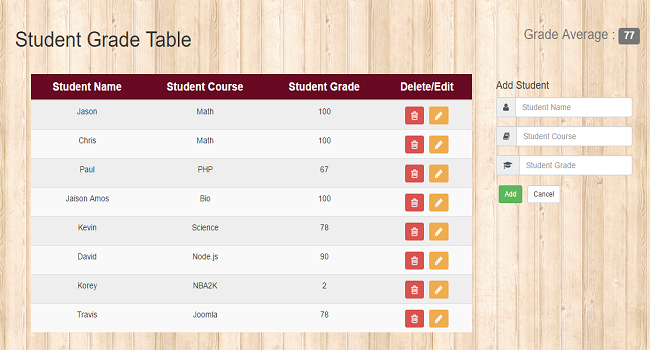 Student Grade Table
Grade Average : 77
Student Name Student Course Student Grade Delete/Edit
Jason Math 100
Chris Math 100
Paul PHP 67
Jaison Amos Bio 100
Kevin Science 78
David Node.js 90
Korey NBA2K 2
Travis Joomla 78
Add Student
Student Name
Student Course
Student Grade
Add Cancel